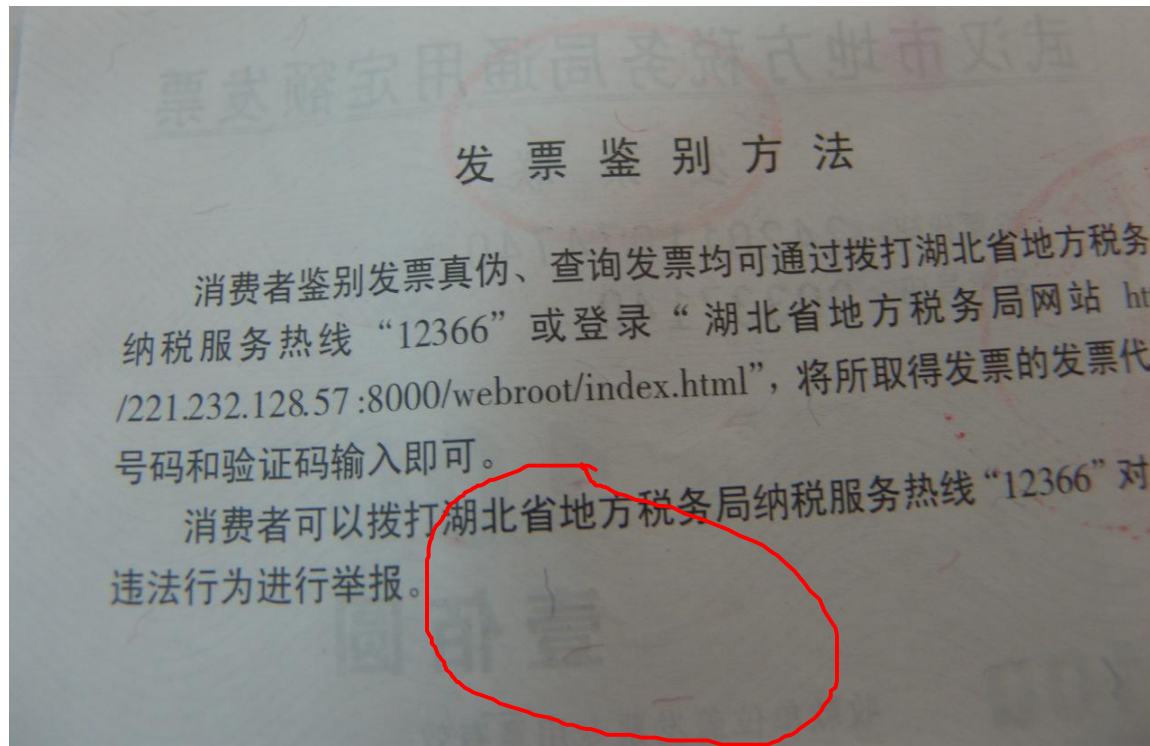 武汉市地方税务局通用定额发票
发票鉴别方法
消费者鉴别发票真伪、查询发票均可通过拨打湖北省地方税务
纳税服务热线“12366”或登录“湖北省地方税务局网站 ht
/221.232.128.57:8000/webroot/index.html”，将所取得发票的发票代
号码和验证码输入即可。
消费者可以拨打湖北省地方税务局纳税服务热线“12366”对
违法行为进行举报。
壹佰圆